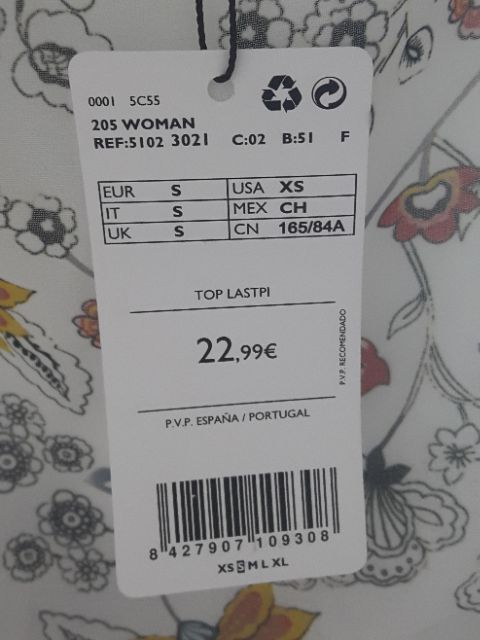 0001 5C55
205 WOMAN
REF:5102 3021 C:02 B:51 F
EUR S USA XS
IT S MEX CH
UK S CN 165/84A
TOP LASTPI
22,99€
P.V.P. RECOMENDADO
P.V.P. ESPAÑA / PORTUGAL
8 427907 109308
XS S M L XL